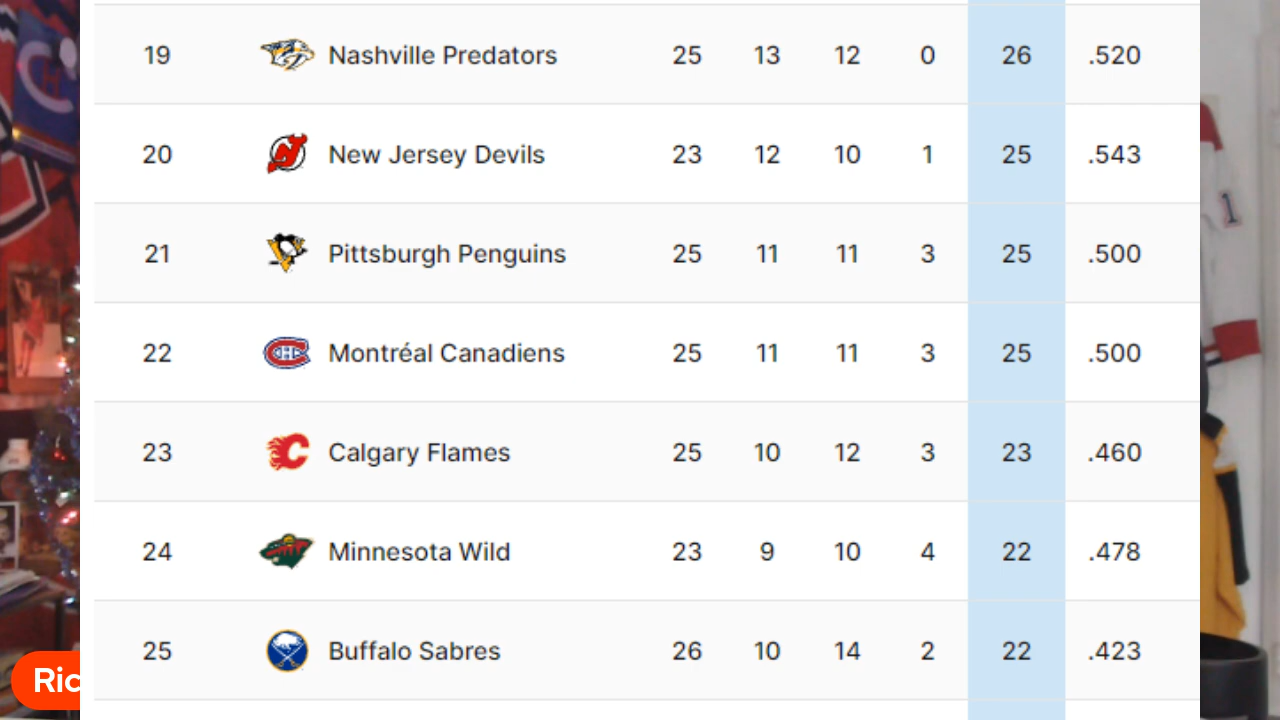 19 Nashville Predators 25 13 12 0 26 .520
20 New Jersey Devils 23 12 10 1 25 .543
21 Pittsburgh Penguins 25 11 11 3 25 .500
22 Montréal Canadiens 25 11 11 3 25 .500
23 Calgary Flames 25 10 12 3 23 .460
24 Minnesota Wild 23 9 10 4 22 .478
25 Buffalo Sabres 26 10 14 2 22 .423
Ric
1